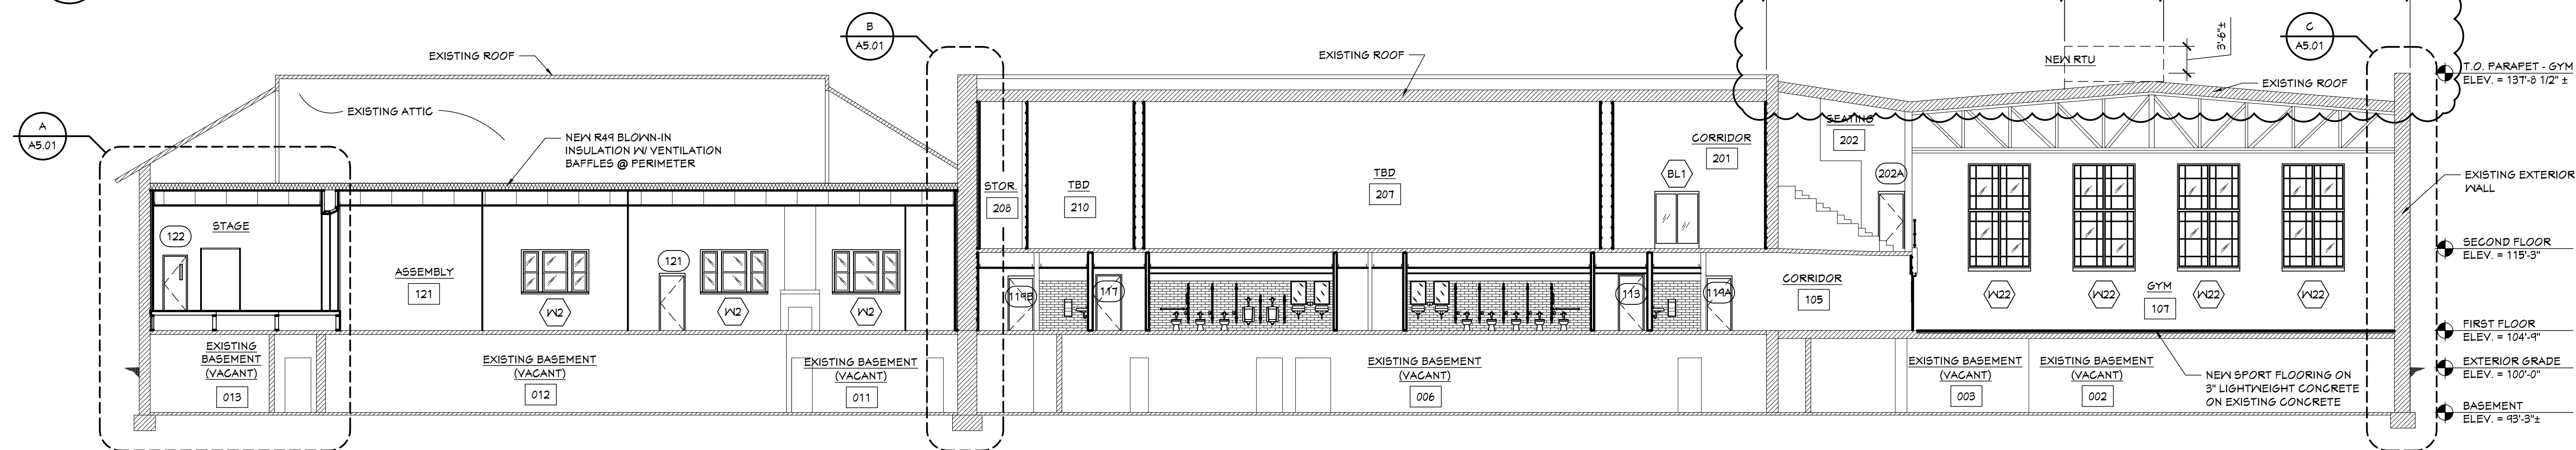 A
A5.01
EXISTING ROOF
EXISTING ATTIC
NEW R49 BLOWN-IN
INSULATION W/ VENTILATION
BAFFLES @ PERIMETER
122
STAGE
ASSEMBLY
121
W2
121
W2
W2
EXISTING
BASEMENT
(VACANT)
013
EXISTING BASEMENT
(VACANT)
012
EXISTING BASEMENT
(VACANT)
011
B
A5.01
EXISTING ROOF
STOR.
208
TBD
210
TBD
207
CORRIDOR
201
BL1
119B
117
113
119A
EXISTING BASEMENT
(VACANT)
006
SEATING
202
202A
CORRIDOR
105
NEW RTU
3'-6"±
EXISTING ROOF
W22
W22
W22
W22
GYM
107
EXISTING BASEMENT
(VACANT)
003
EXISTING BASEMENT
(VACANT)
002
NEW SPORT FLOORING ON
3" LIGHTWEIGHT CONCRETE
ON EXISTING CONCRETE
C
A5.01
T.O. PARAPET - GYM
ELEV. = 137'-8 1/2" ±
EXISTING EXTERIOR
WALL
SECOND FLOOR
ELEV. = 115'-3"
FIRST FLOOR
ELEV. = 104'-9"
EXTERIOR GRADE
ELEV. = 100'-0"
BASEMENT
ELEV. = 93'-3"±